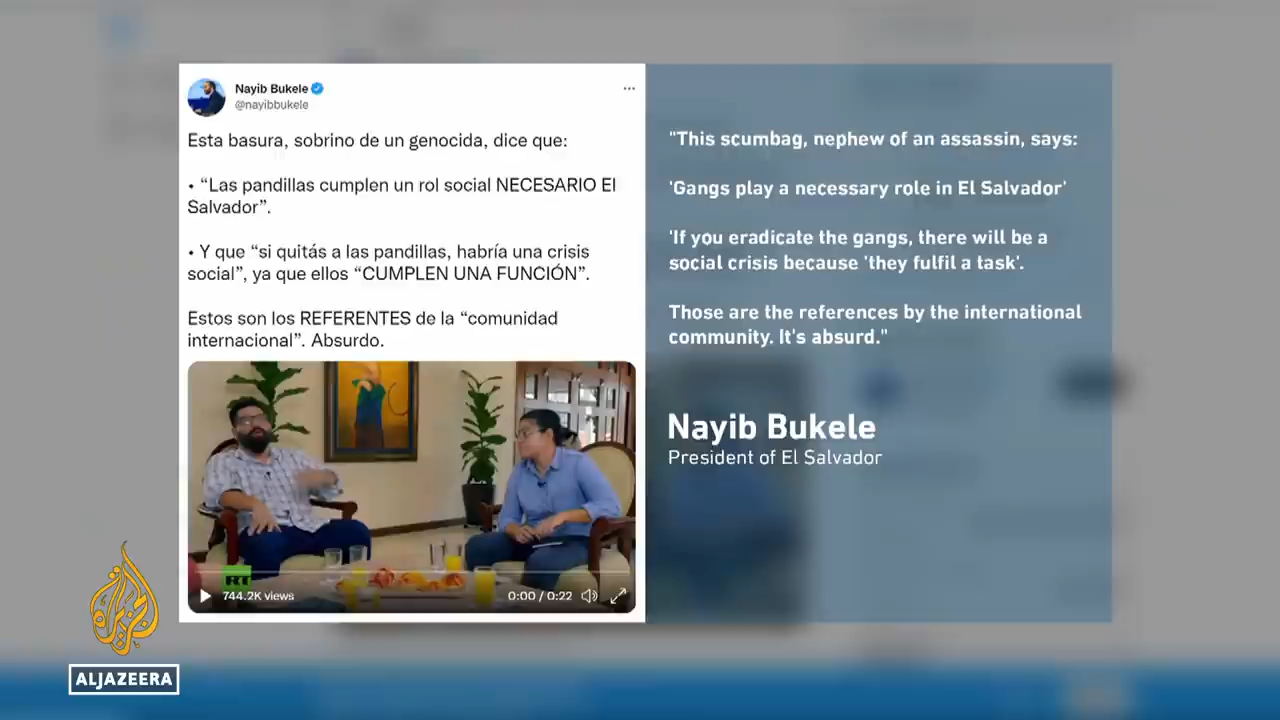 Nayib Bukele
@nayibbukele
Esta basura, sobrino de un genocida, dice que:
• “Las pandillas cumplen un rol social NECESARIO El
Salvador”.
• Y que “si quitás a las pandillas, habría una crisis
social”, ya que ellos “CUMPLEN UNA FUNCIÓN”.
Estos son los REFERENTES de la “comunidad
internacional”. Absurdo.
RT
744.2K views
0:00 / 0:22
"This scumbag, nephew of an assassin, says:
'Gangs play a necessary role in El Salvador'
'If you eradicate the gangs, there will be a
social crisis because 'they fulfil a task'.
Those are the references by the international
community. It's absurd."
Nayib Bukele
President of El Salvador
الجزيرة
ALJAZEERA